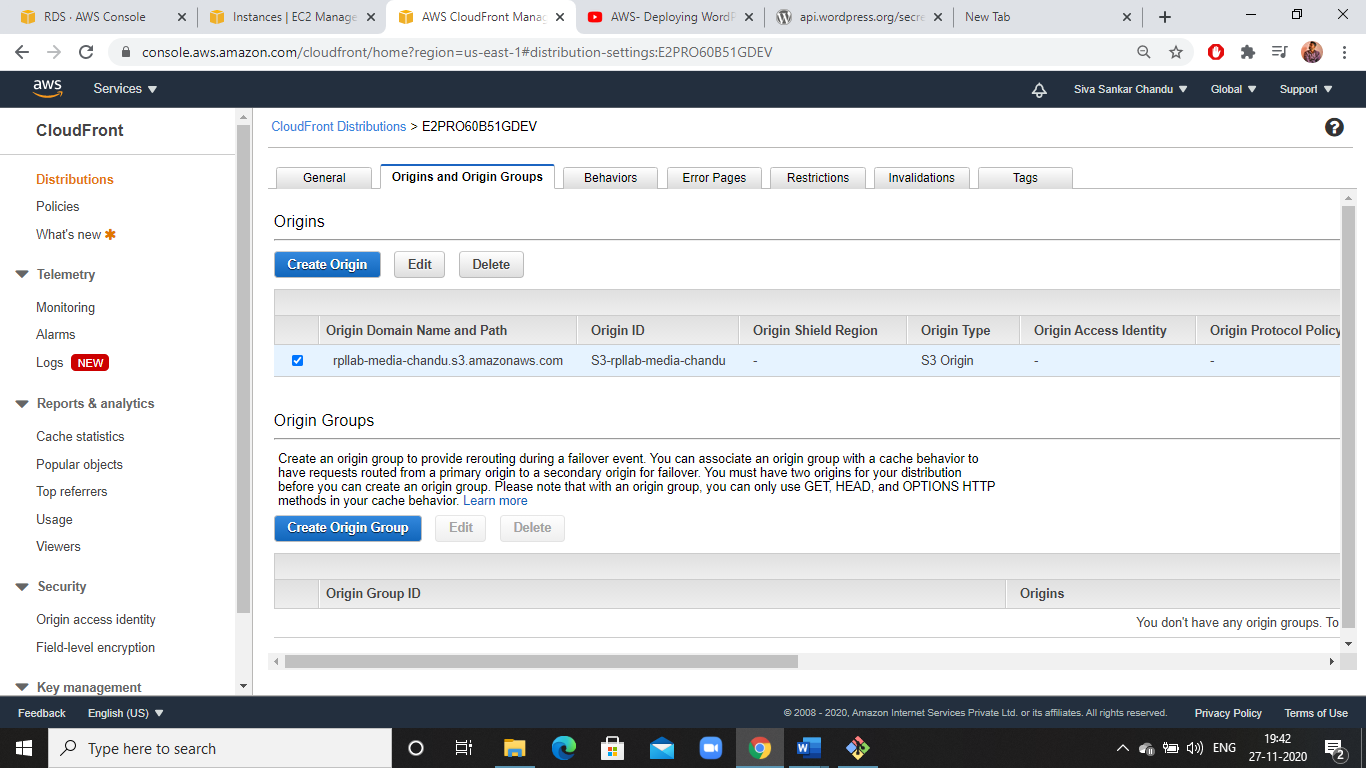 RDS · AWS Console
Instances | EC2 Manage
AWS CloudFront Manag
AWS- Deploying WordP
api.wordpress.org/secre
New Tab
console.aws.amazon.com/cloudfront/home?region=us-east-1#distribution-settings:E2PRO60B51GDEV
aws
Services
Siva Sankar Chandu
Global
Support
CloudFront
Distributions
Policies
What's new
Telemetry
Monitoring
Alarms
Logs NEW
Reports & analytics
Cache statistics
Popular objects
Top referrers
Usage
Viewers
Security
Origin access identity
Field-level encryption
Key management
CloudFront Distributions > E2PRO60B51GDEV
General
Origins and Origin Groups
Behaviors
Error Pages
Restrictions
Invalidations
Tags
Origins
Create Origin
Edit
Delete
Origin Domain Name and Path
Origin ID
Origin Shield Region
Origin Type
Origin Access Identity
Origin Protocol Policy
rpllab-media-chandu.s3.amazonaws.com
S3-rpllab-media-chandu
-
S3 Origin
-
-
Origin Groups
Create an origin group to provide rerouting during a failover event. You can associate an origin group with a cache behavior to
have requests routed from a primary origin to a secondary origin for failover. You must have two origins for your distribution
before you can create an origin group. Please note that with an origin group, you can only use GET, HEAD, and OPTIONS HTTP
methods in your cache behavior. Learn more
Create Origin Group
Edit
Delete
Origin Group ID
Origins
You don't have any origin groups. To
Feedback
English (US)
© 2008 - 2020, Amazon Internet Services Private Ltd. or its affiliates. All rights reserved.
Privacy Policy
Terms of Use
Type here to search
ENG
19:42
27-11-2020
2